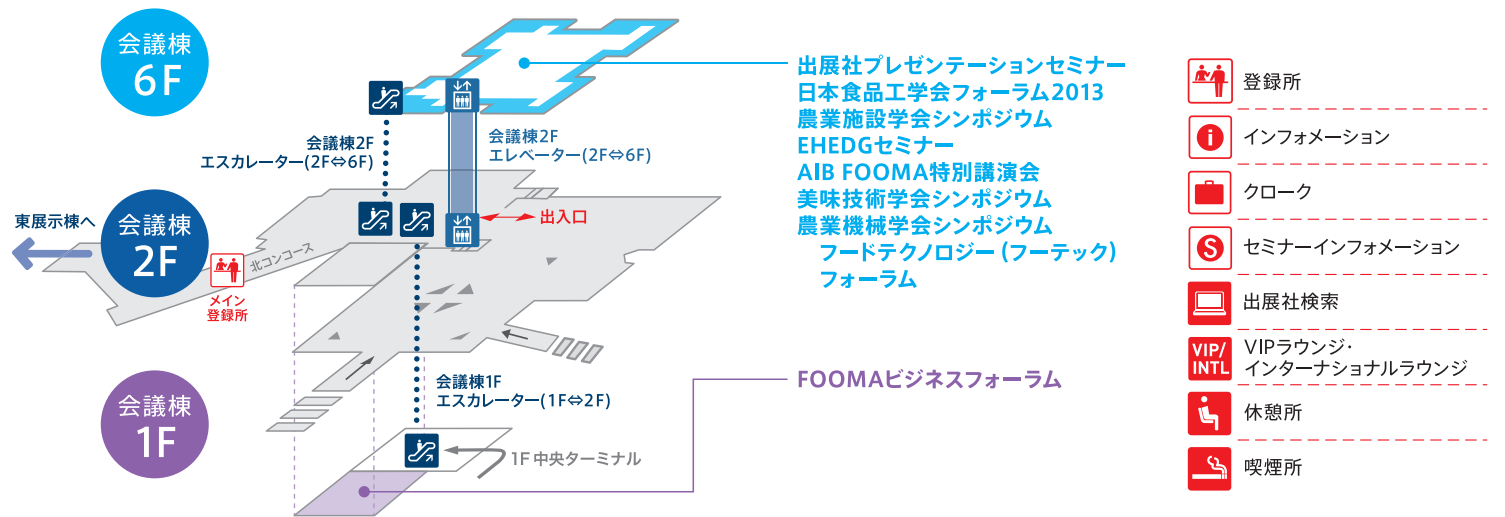 会議棟
6F
会議棟2F
エスカレーター(2F⇔6F)
会議棟2F
エレベーター(2F⇔6F)
出展社プレゼンテーションセミナー
日本食品工学会フォーラム2013
農業施設学会シンポジウム
EHEDGセミナー
AIB FOOMA特別講演会
美味技術学会シンポジウム
農業機械学会シンポジウム
フードテクノロジー(フーテック)
フォーラム
東展示棟へ
会議棟
2F
北コンコース
メイン
登録所
出入口
会議棟1F
エスカレーター(1F⇔2F)
FOOMAビジネスフォーラム
会議棟
1F
1F中央ターミナル
登録所
i
インフォメーション
クローク
S
セミナーインフォメーション
出展社検索
VIP/
INTL
VIPラウンジ・
インターナショナルラウンジ
休憩所
喫煙所